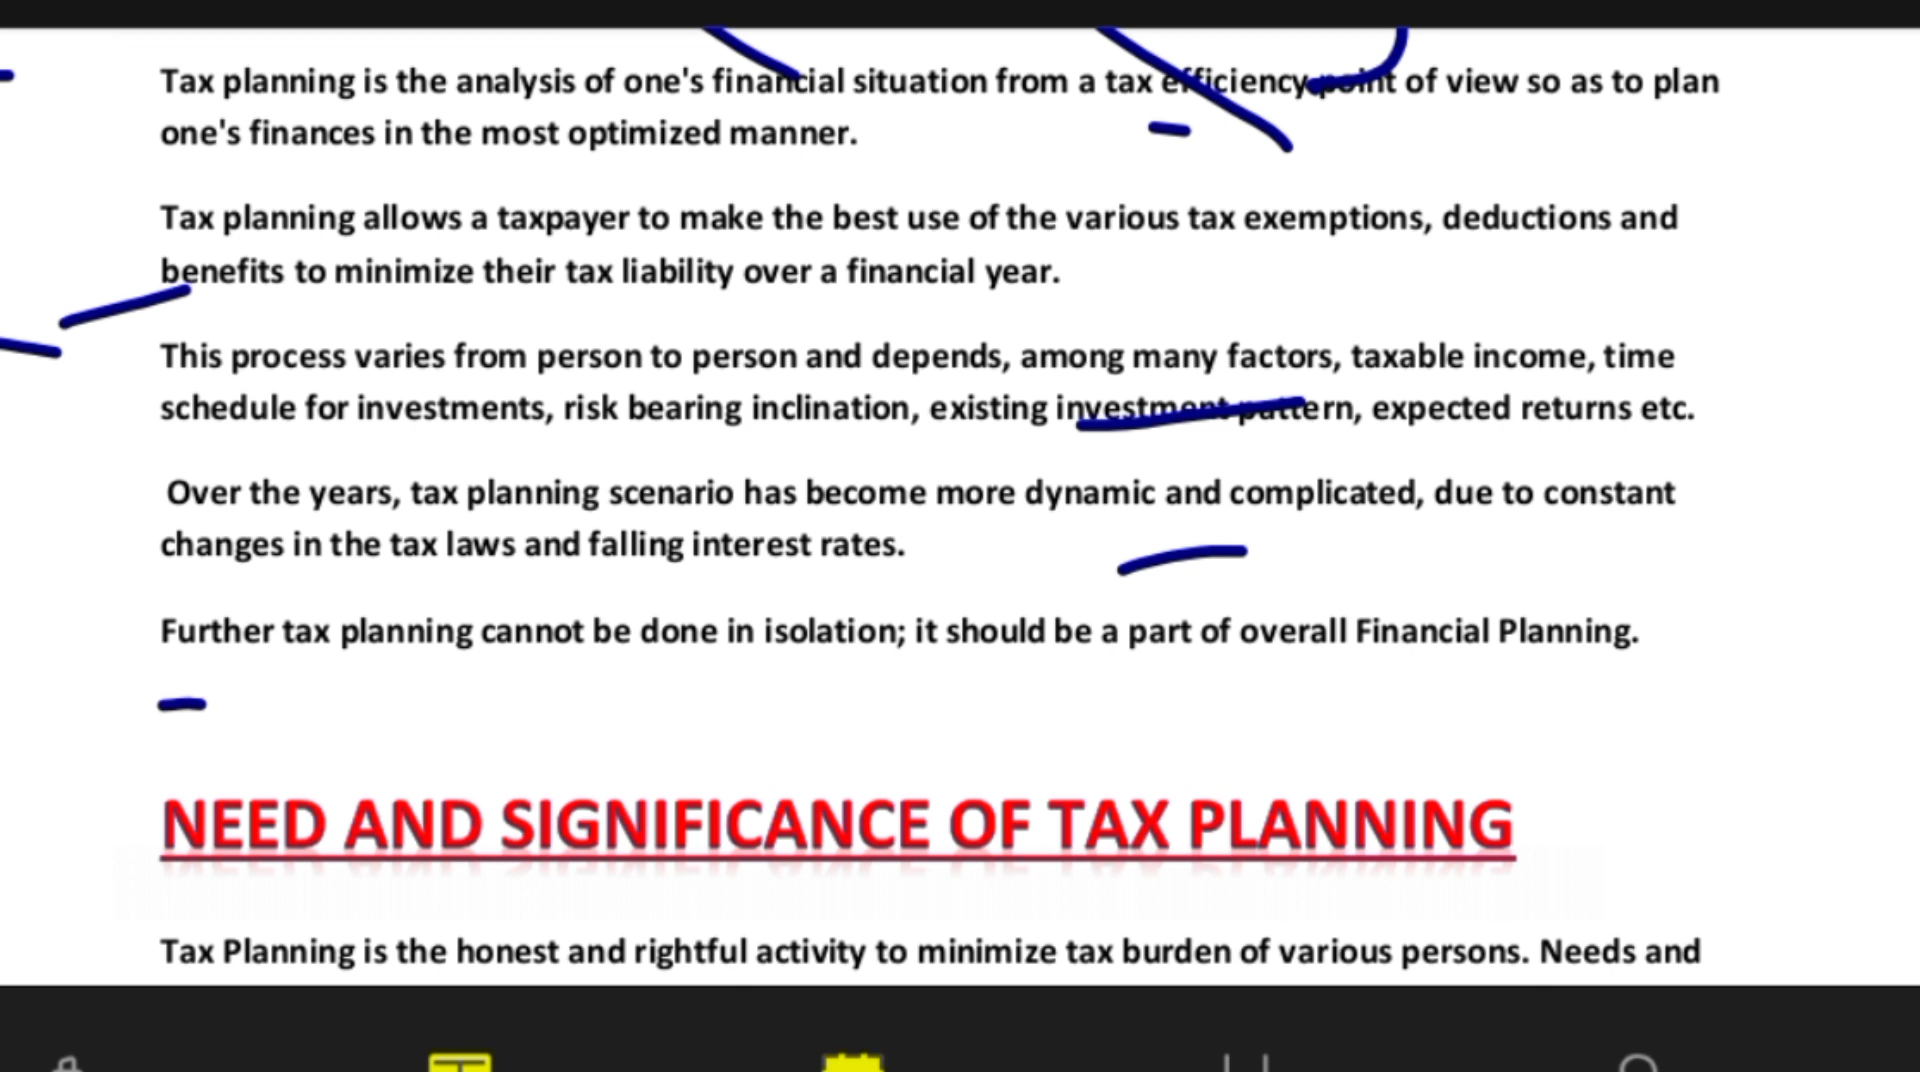 Tax planning is the analysis of one's financial situation from a tax efficiency point of view so as to plan
one's finances in the most optimized manner.
Tax planning allows a taxpayer to make the best use of the various tax exemptions, deductions and
benefits to minimize their tax liability over a financial year.
This process varies from person to person and depends, among many factors, taxable income, time
schedule for investments, risk bearing inclination, existing investment pattern, expected returns etc.
Over the years, tax planning scenario has become more dynamic and complicated, due to constant
changes in the tax laws and falling interest rates.
Further tax planning cannot be done in isolation; it should be a part of overall Financial Planning.
NEED AND SIGNIFICANCE OF TAX PLANNING
Tax Planning is the honest and rightful activity to minimize tax burden of various persons. Needs and